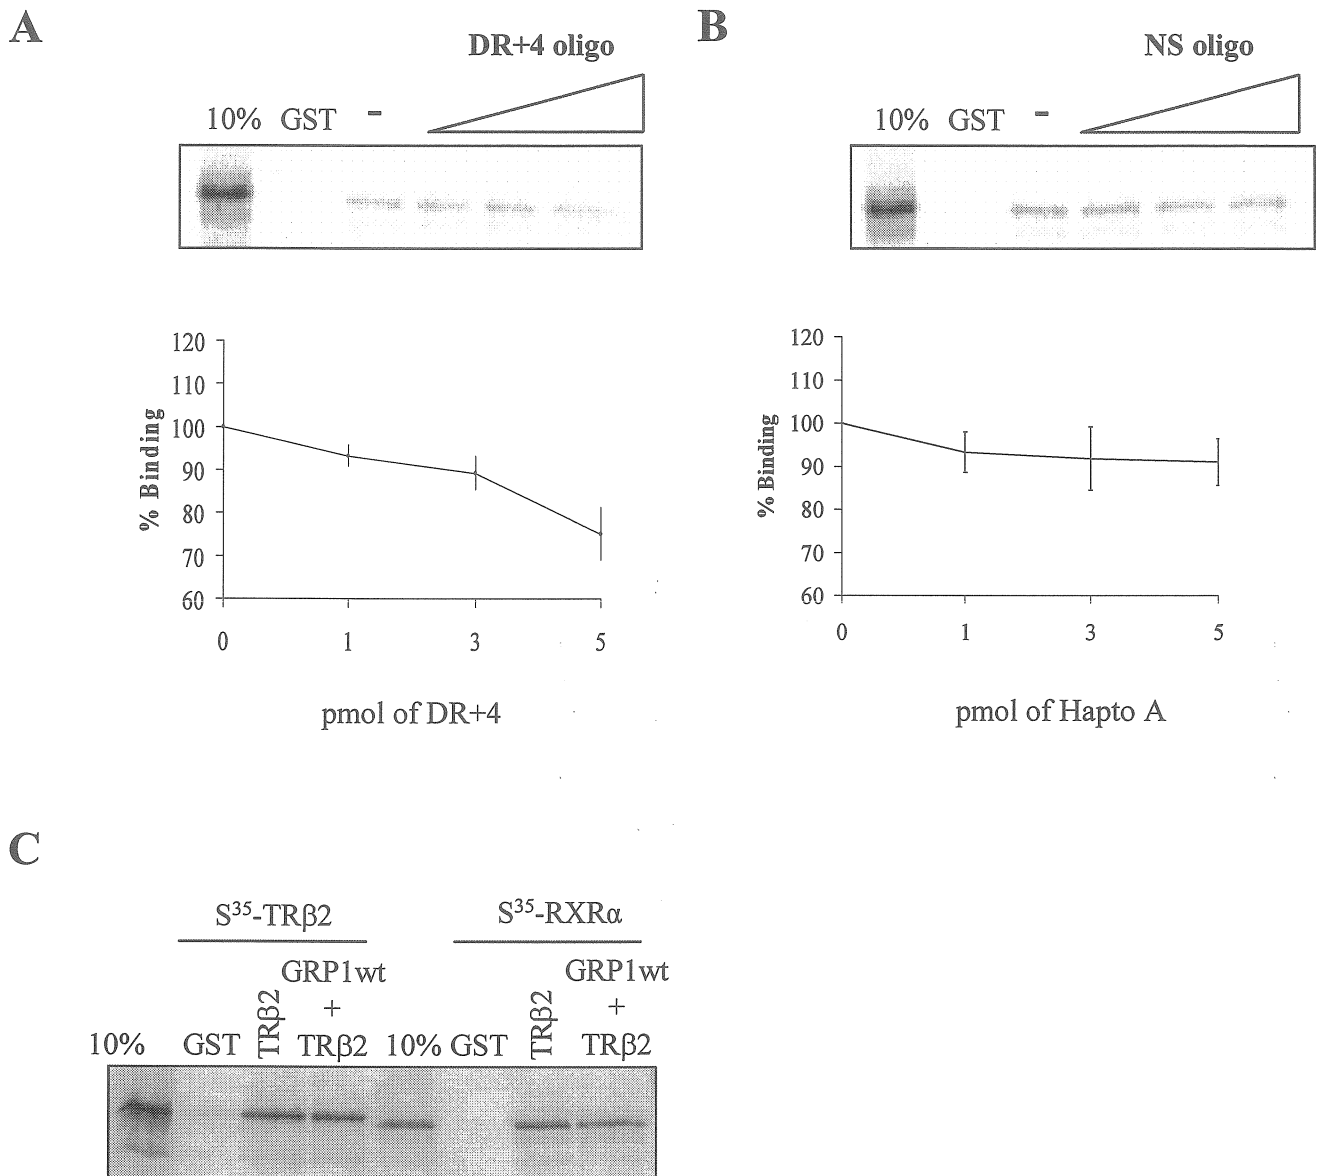 A
DR+4 oligo
10% GST -
120
110
100
90
80
70
60
% Binding
0 1 3 5
pmol of DR+4
B
NS oligo
10% GST -
120
110
100
90
80
70
60
% Binding
0 1 3 5
pmol of Hapto A
C
S³⁵-TRβ2 S³⁵-RXRα
GRP1wt GRP1wt
+ +
10% GST TRβ2 TRβ2 10% GST TRβ2 TRβ2